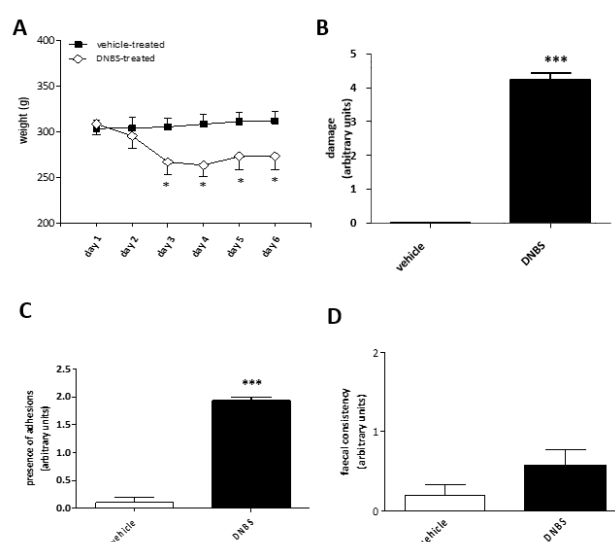 A
vehicle-treated
DNBS-treated
400
350
300
250
200
weight (g)
* * * *
day 1 day 2 day 3 day 4 day 5 day 6
B
***
5
4
3
2
1
0
damage
(arbitrary units)
vehicle DNBS
C
***
2.5
2.0
1.5
1.0
0.5
0.0
presence of adhesions
(arbitrary units)
vehicle DNBS
D
2
1
0
faecal consistency
(arbitrary units)
vehicle DNBS